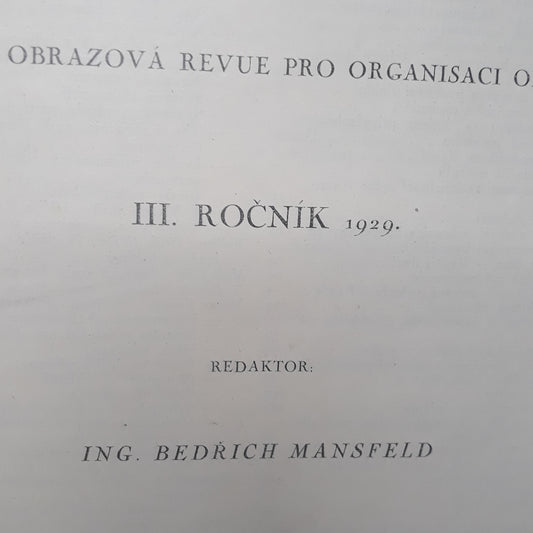 OBRAZOVÁ REVUE PRO ORGANISACI
III. ROČNÍK 1929.
REDAKTOR:
ING. BEDŘICH MANSFELD